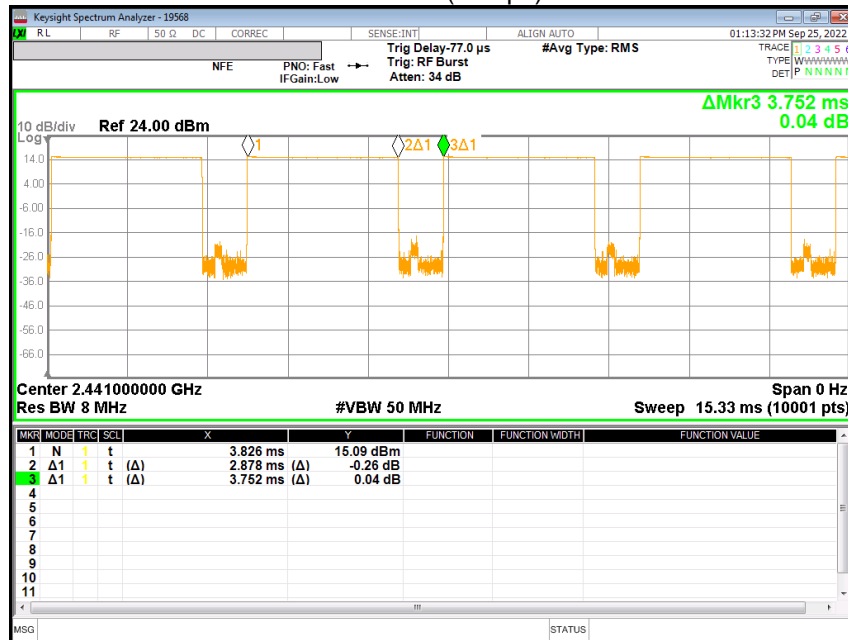 Keysight Spectrum Analyzer - 19568
LXI RL RF 50 Ω DC CORREC SENSE:INT ALIGN AUTO 01:13:32 PM Sep 25, 2022
Trig Delay-77.0 µs #Avg Type: RMS TRACE 1 2 3 4 5 6
NFE PNO: Fast Trig: RF Burst TYPE WWWWWW
IFGain:Low Atten: 34 dB DET P N N N N N
ΔMkr3 3.752 ms
0.04 dB
10 dB/div Ref 24.00 dBm
Log
1 2Δ1 3Δ1
14.0
4.00
-6.00
-16.0
-26.0
-36.0
-46.0
-56.0
-66.0
Center 2.441000000 GHz Span 0 Hz
Res BW 8 MHz #VBW 50 MHz Sweep 15.33 ms (10001 pts)
MKR MODE TRC SCL X Y FUNCTION FUNCTION WIDTH FUNCTION VALUE
1 N 1 t 3.826 ms 15.09 dBm
2 Δ1 1 t (Δ) 2.878 ms (Δ) -0.26 dB
3 Δ1 1 t (Δ) 3.752 ms (Δ) 0.04 dB
4
5
6
7
8
9
10
11
MSG STATUS